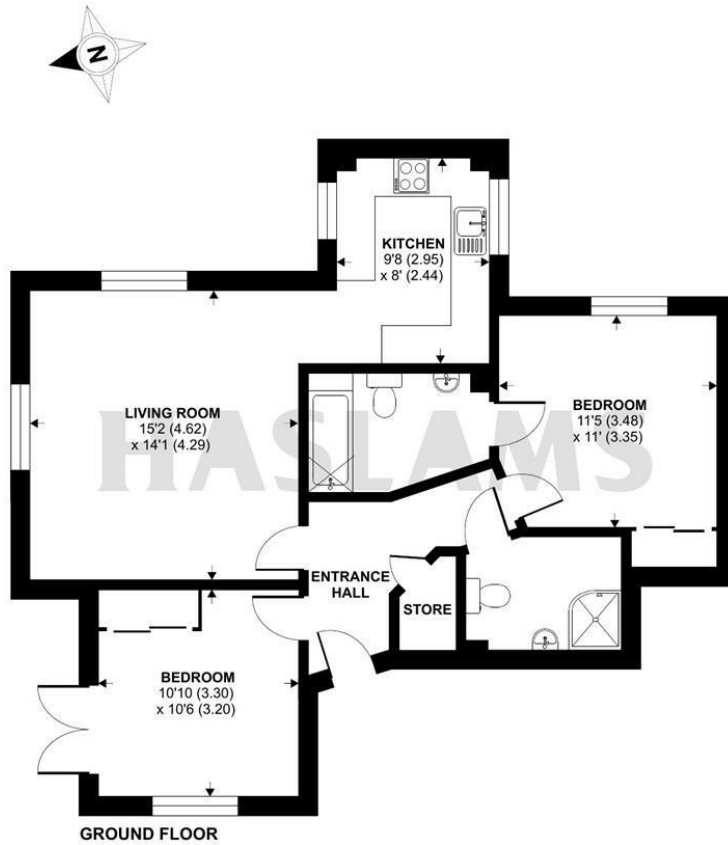 N
KITCHEN
9'8 (2.95)
x 8' (2.44)
LIVING ROOM
15'2 (4.62)
x 14'1 (4.29)
BEDROOM
11'5 (3.48)
x 11' (3.35)
HASLAMS
ENTRANCE
HALL
STORE
BEDROOM
10'10 (3.30)
x 10'6 (3.20)
GROUND FLOOR